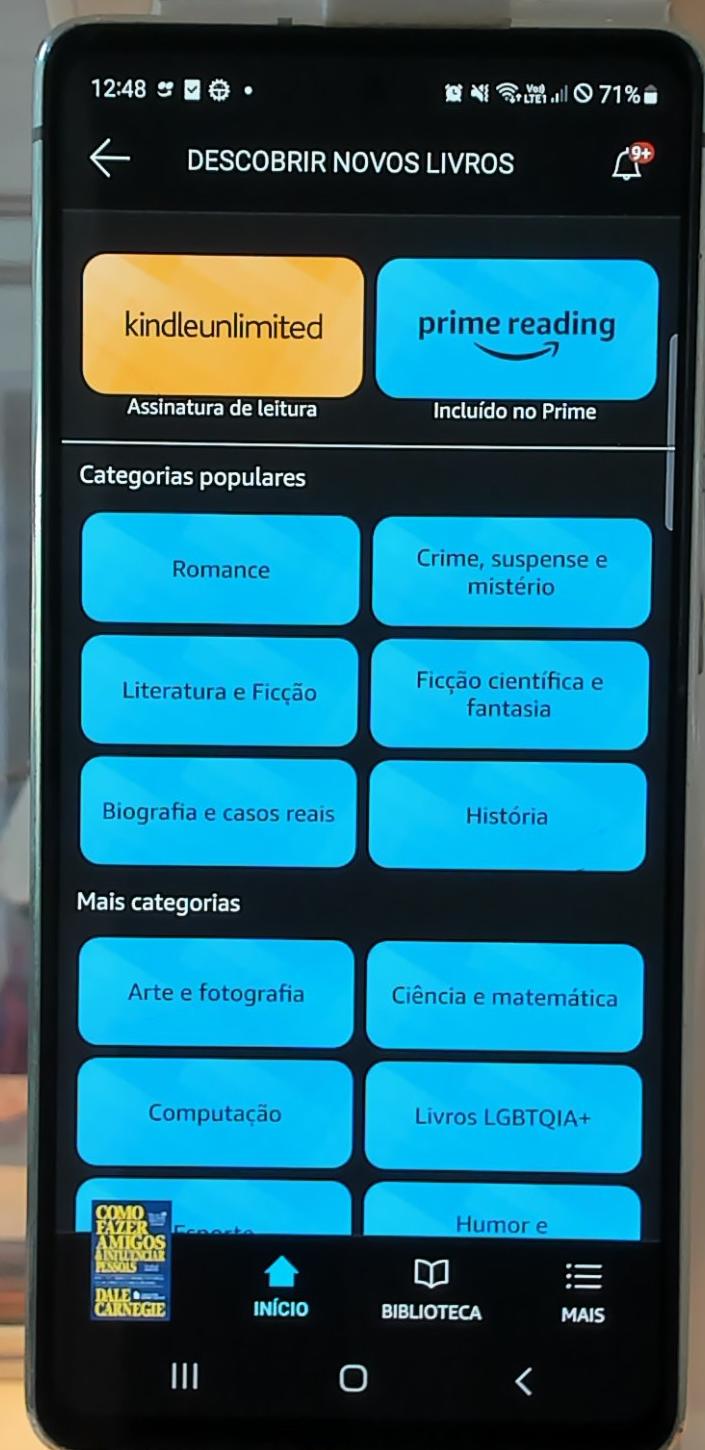 12:48
Vo))
LTE1
71%
DESCOBRIR NOVOS LIVROS
9+
kindleunlimited
prime reading
Assinatura de leitura
Incluído no Prime
Categorias populares
Romance
Crime, suspense e
mistério
Literatura e Ficção
Ficção científica e
fantasia
Biografia e casos reais
História
Mais categorias
Arte e fotografia
Ciência e matemática
Computação
Livros LGBTQIA+
Esporte
Humor e
COMO
FAZER
AMIGOS
& INFLUENCIAR
PESSOAS
DALE
CARNEGIE
INÍCIO
BIBLIOTECA
MAIS